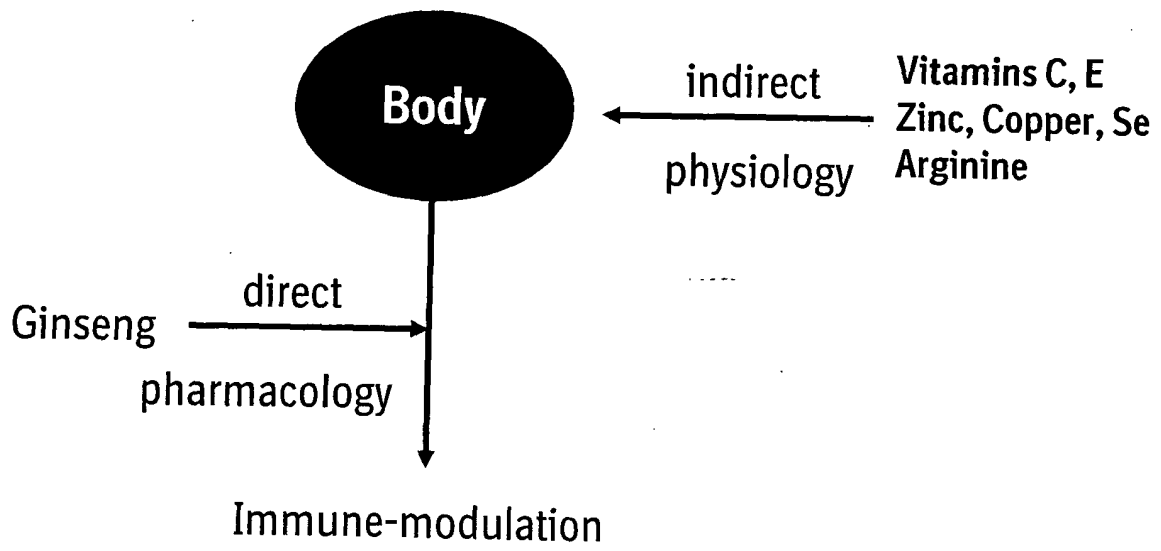 Body
indirect
physiology
Vitamins C, E
Zinc, Copper, Se
Arginine
direct
Ginseng
pharmacology
Immune-modulation